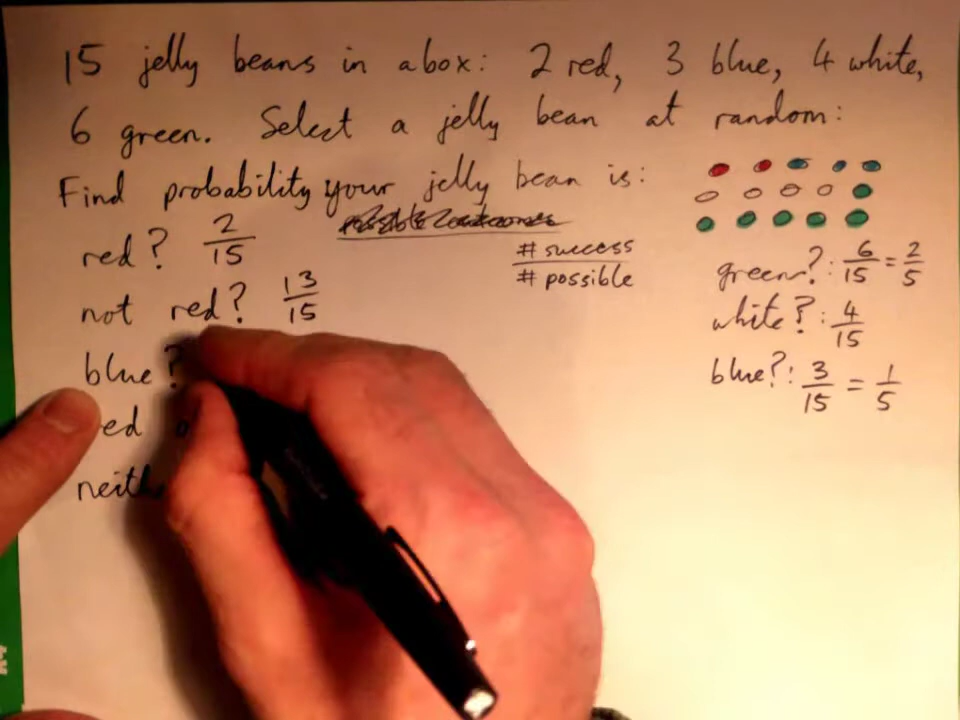 15 jelly beans in a box: 2 red, 3 blue, 4 white,
6 green. Select a jelly bean at random:
Find probability your jelly bean is:
red? 2/15
not red? 13/15
blue?
# success
# possible
green?: 6/15 = 2/5
white?: 4/15
blue?: 3/15 = 1/5